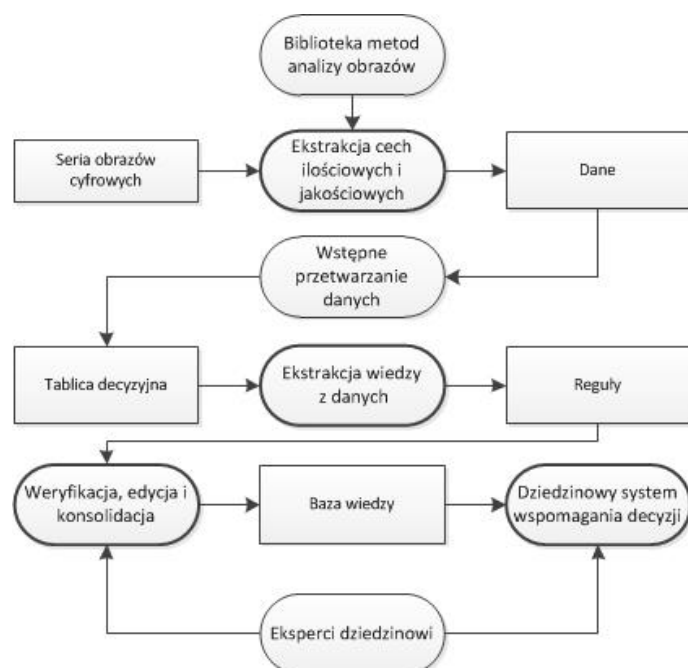 Biblioteka metod
analizy obrazów
Seria obrazów
cyfrowych
Ekstrakcja cech
ilościowych i
jakościowych
Dane
Wstępne
przetwarzanie
danych
Tablica decyzyjna
Ekstrakcja wiedzy
z danych
Reguły
Weryfikacja, edycja i
konsolidacja
Baza wiedzy
Dziedzinowy system
wspomagania decyzji
Eksperci dziedzinowi